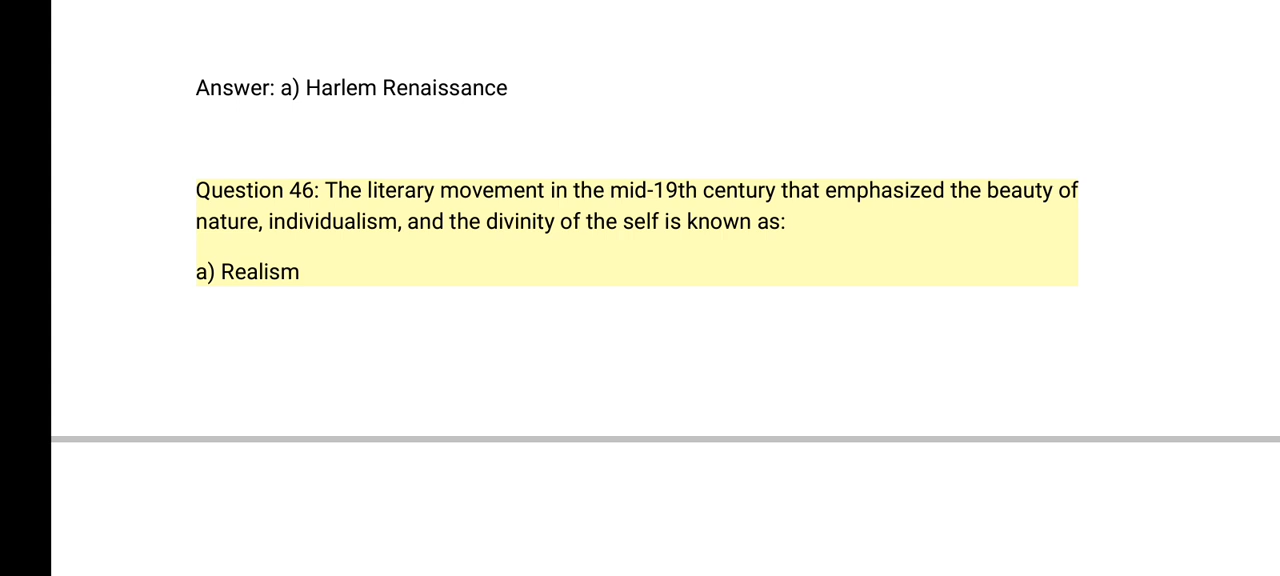 Answer: a) Harlem Renaissance
Question 46: The literary movement in the mid-19th century that emphasized the beauty of
nature, individualism, and the divinity of the self is known as:
a) Realism